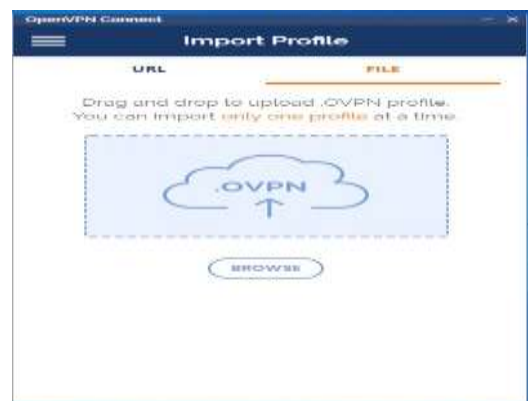 OpenVPN Connect
Import Profile
URL FILE
Drag and drop to upload .OVPN profile.
You can import only one profile at a time.
.OVPN
BROWSE